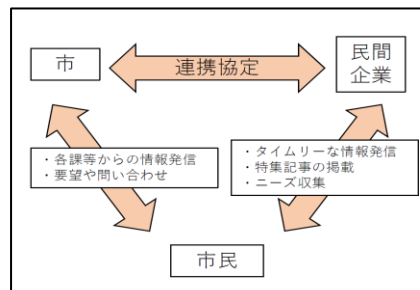 市
連携協定
民間
企業
・各課等からの情報発信
・要望や問い合わせ
・タイムリーな情報発信
・特集記事の掲載
・ニーズ収集
市民